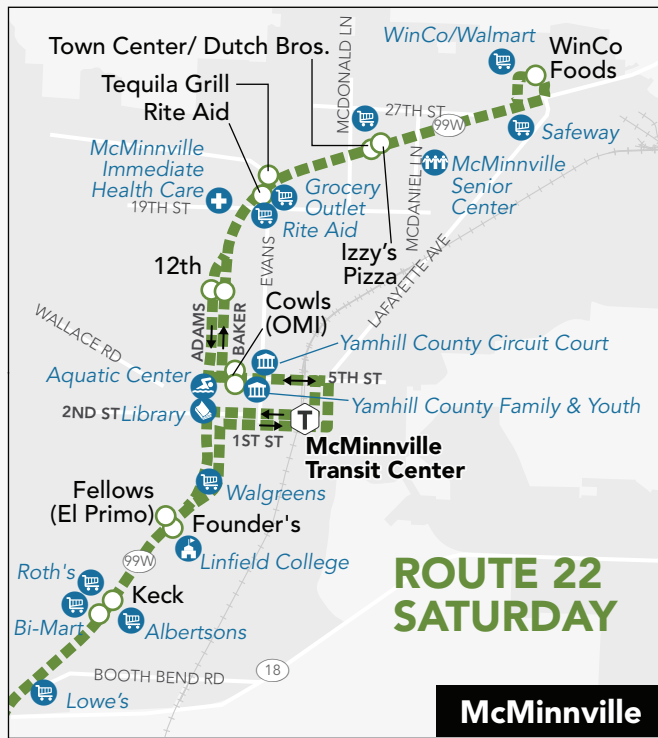 MCDONALD LN
WinCo/Walmart
Town Center/ Dutch Bros.
WinCo
Foods
Tequila Grill
Rite Aid
27TH ST
99W
Safeway
McMinnville
Immediate
Health Care
19TH ST
Grocery
Outlet
Rite Aid
MCDANIEL LN
McMinnville
Senior
Center
Izzy's
Pizza
EVANS
LAFAYETTE AVE
12th
Cowls
(OMI)
WALLACE RD
ADAMS
BAKER
Yamhill County Circuit Court
Aquatic Center
5TH ST
2ND ST
Library
Yamhill County Family & Youth
1ST ST
T
McMinnville
Transit Center
Walgreens
Fellows
(El Primo)
Founder's
99W
Linfield College
Roth's
Keck
Bi-Mart
Albertsons
ROUTE 22
SATURDAY
BOOTH BEND RD
18
Lowe's
McMinnville